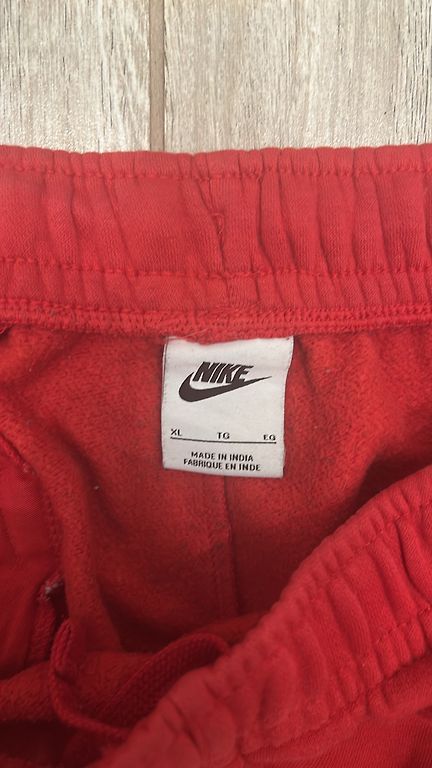 NIKE
XL TG EG
MADE IN INDIA
FABRIQUE EN INDE